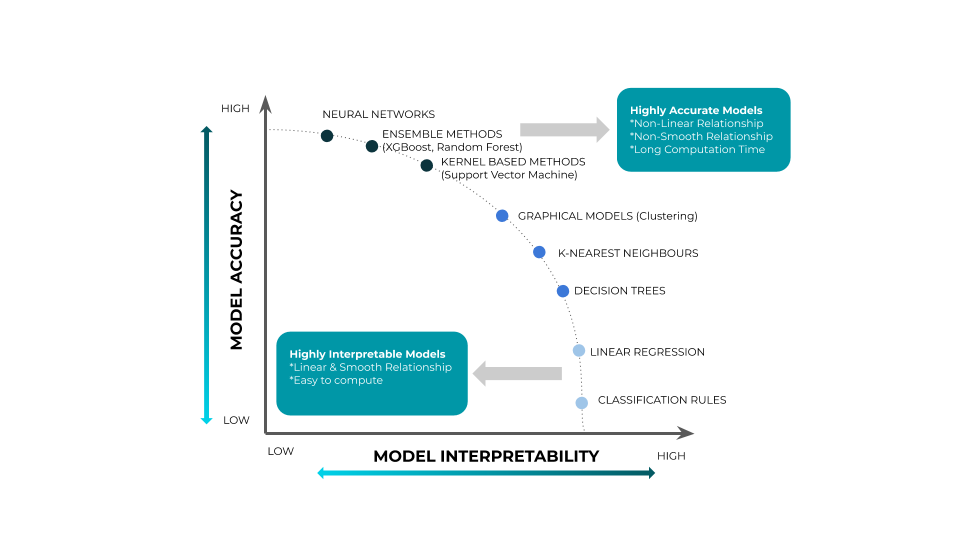 HIGH
NEURAL NETWORKS
ENSEMBLE METHODS
(XGBoost, Random Forest)
KERNEL BASED METHODS
(Support Vector Machine)
Highly Accurate Models
*Non-Linear Relationship
*Non-Smooth Relationship
*Long Computation Time
GRAPHICAL MODELS (Clustering)
K-NEAREST NEIGHBOURS
DECISION TREES
MODEL ACCURACY
LINEAR REGRESSION
Highly Interpretable Models
*Linear & Smooth Relationship
*Easy to compute
CLASSIFICATION RULES
LOW
LOW
MODEL INTERPRETABILITY
HIGH